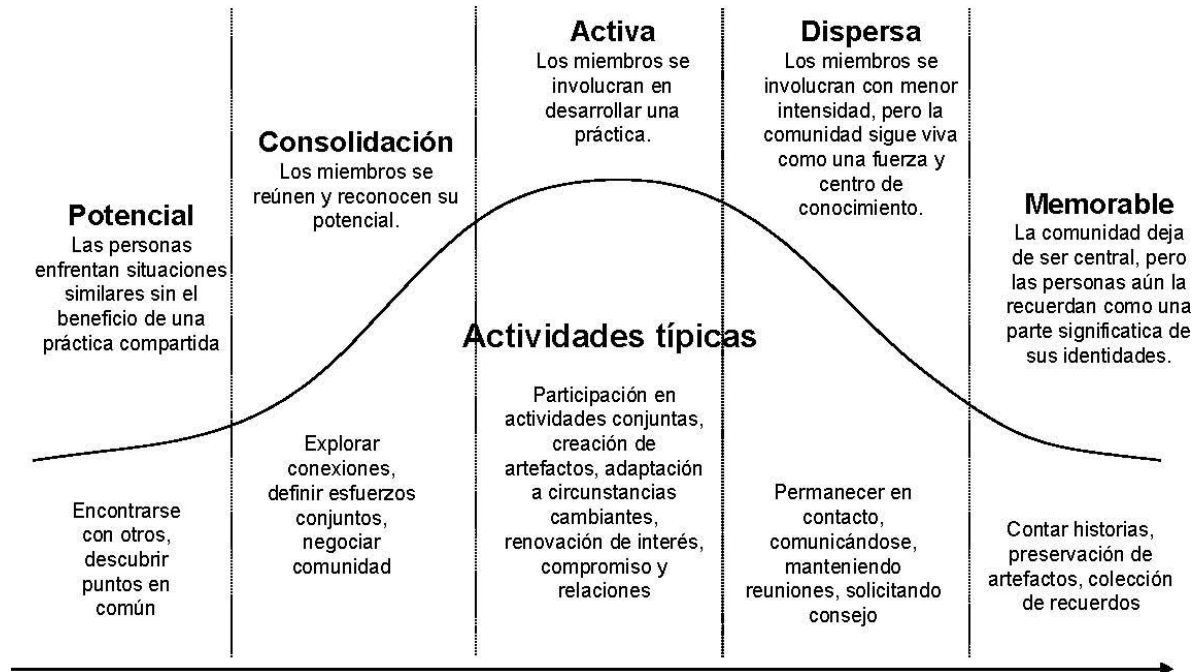 Potencial
Las personas
enfrentan situaciones
similares sin el
beneficio de una
práctica compartida
Consolidación
Los miembros se
reúnen y reconocen su
potencial.
Activa
Los miembros se
involucran en
desarrollar una
práctica.
Dispersa
Los miembros se
involucran con menor
intensidad, pero la
comunidad sigue viva
como una fuerza y
centro de
conocimiento.
Memorable
La comunidad deja
de ser central, pero
las personas aún la
recuerdan como una
parte significatica de
sus identidades.
Actividades típicas
Encontrarse
con otros,
descubrir
puntos en
común
Explorar
conexiones,
definir esfuerzos
conjuntos,
negociar
comunidad
Participación en
actividades conjuntas,
creación de
artefactos, adaptación
a circunstancias
cambiantes,
renovación de interés,
compromiso y
relaciones
Permanecer en
contacto,
comunicándose,
manteniendo
reuniones, solicitando
consejo
Contar historias,
preservación de
artefactos, colección
de recuerdos